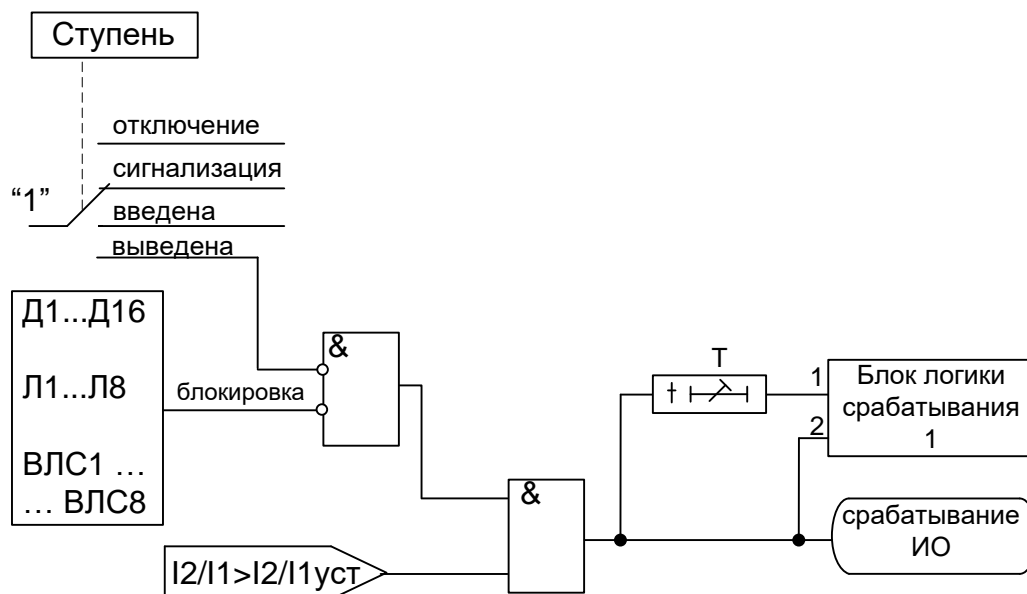 Ступень
отключение
сигнализация
“1”
введена
выведена
Д1...Д16
Л1...Л8
ВЛС1 ...
... ВЛС8
блокировка
&
&
I2/I1>I2/I1уст
T
1
2
Блок логики
срабатывания
1
срабатывание
ИО